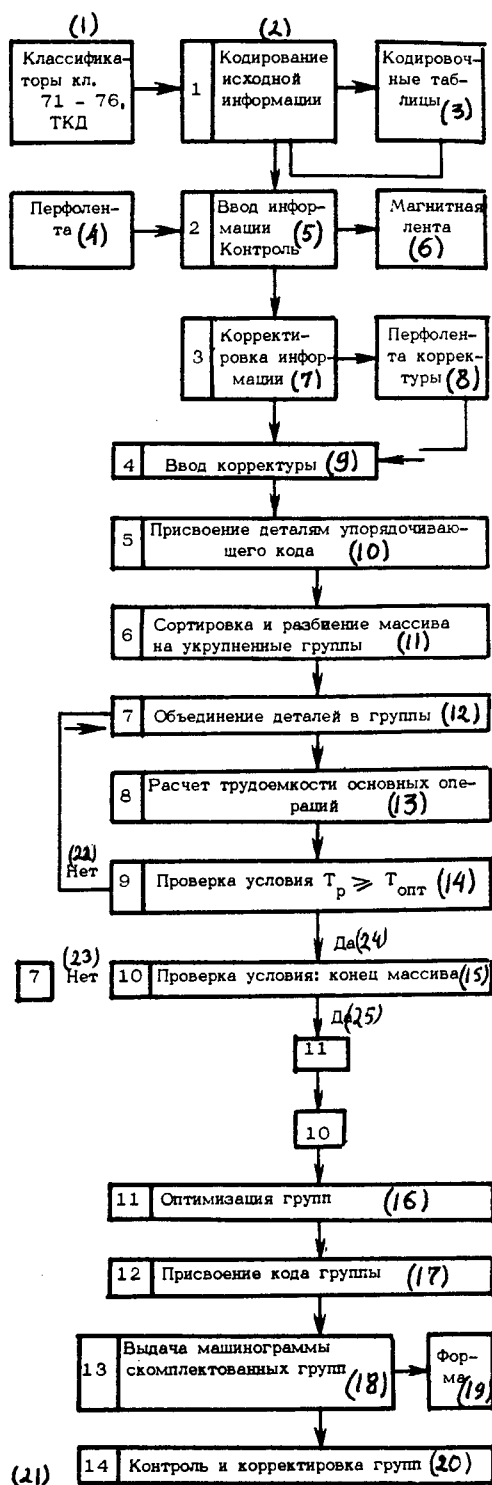 (1)
(2)
Классифика-
торы кл.
71 - 76,
ТКД
1
Кодирование
исходной
информации
Кодировоч-
ные таб-
лицы (3)
Перфолен-
та (4)
2
Ввод инфор-
мации (5)
Контроль
Магнитная
лента
(6)
3
Корректи-
ровка инфор-
мации (7)
Перфолен-
та коррек-
туры (8)
4
Ввод корректуры (9)
5
Присвоение деталям упорядочиваю-
щего кода (10)
6
Сортировка и разбиение массива
на укрупненные группы (11)
7
Объединение деталей в группы (12)
8
Расчет трудоемкости основных опе-
раций (13)
(22)
Нет
9
Проверка условия Tр ⩾ Tопт (14)
Да (24)
7
(23)
Нет
10
Проверка условия: конец массива (15)
Да (25)
11
10
11
Оптимизация групп (16)
12
Присвоение кода группы (17)
13
Выдача машинограммы
скомплектованных групп (18)
Фор-
ма (19)
(21)
14
Контроль и корректировка групп (20)